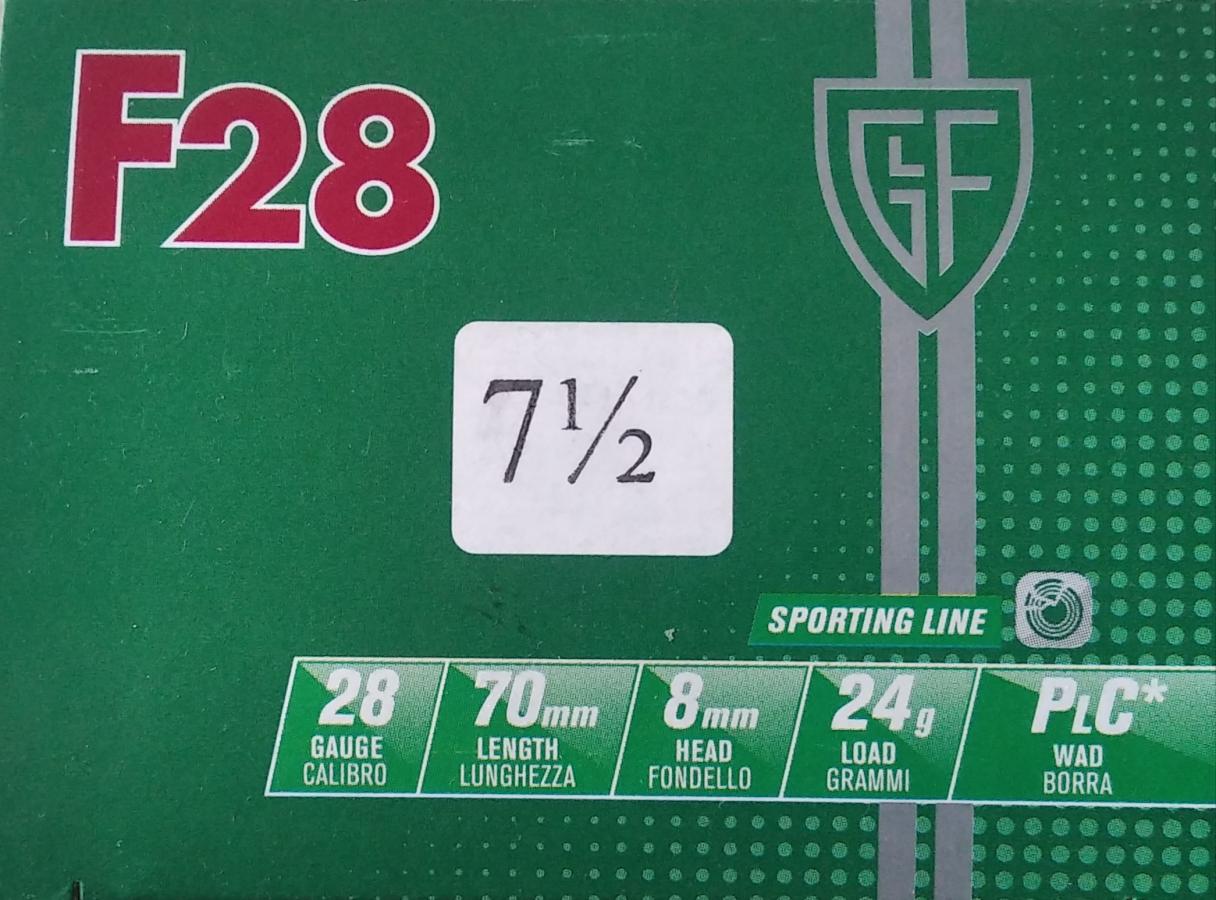 F28
GF
7½
SPORTING LINE
28 70mm 8mm 24g PLC*
GAUGE LENGTH HEAD LOAD WAD
CALIBRO LUNGHEZZA FONDELLO GRAMMI BORRA